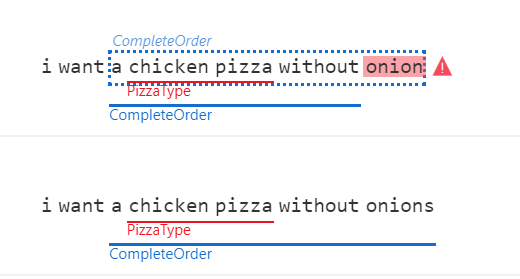 CompleteOrder
i want a chicken pizza without onion
PizzaType
CompleteOrder
i want a chicken pizza without onions
PizzaType
CompleteOrder